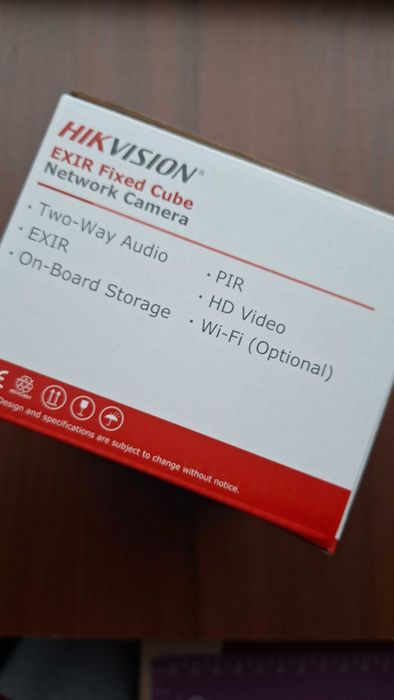 HIKVISION®
EXIR Fixed Cube
Network Camera
· Two-Way Audio
· EXIR
· On-Board Storage
· PIR
· HD Video
· Wi-Fi (Optional)
Design and specifications are subject to change without notice.